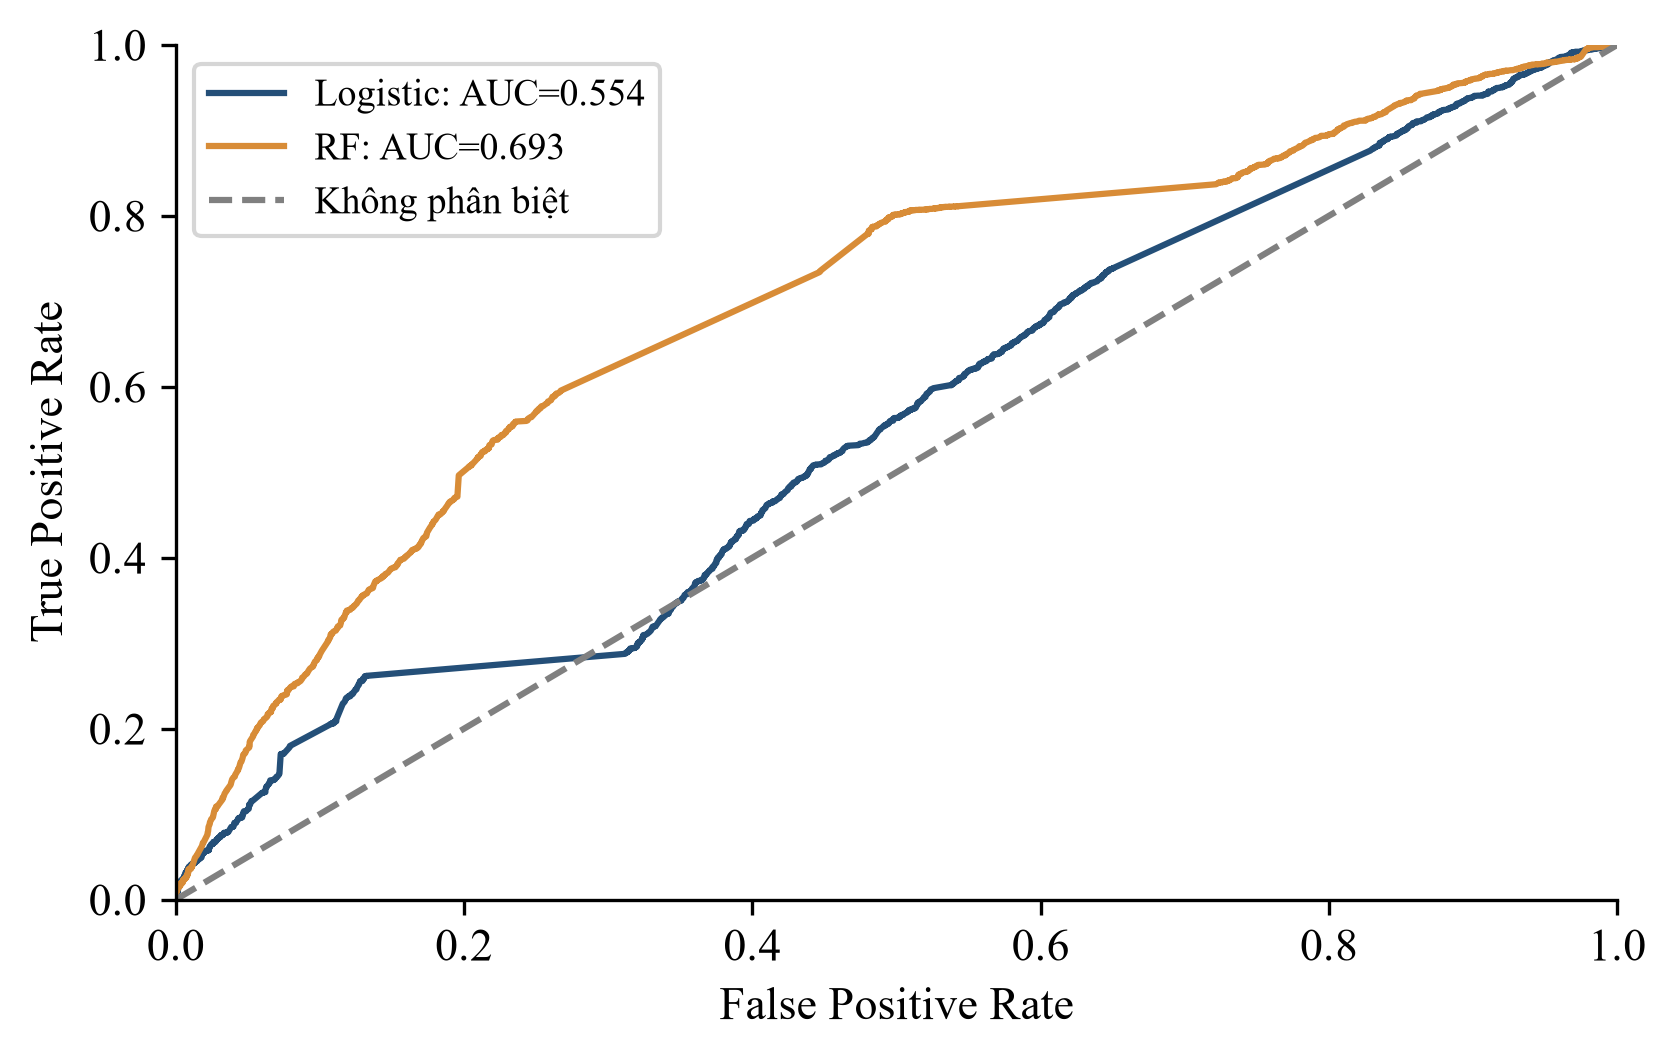 Logistic: AUC=0.554
RF: AUC=0.693
Không phân biệt
True Positive Rate
1.0
0.8
0.6
0.4
0.2
0.0
0.0 0.2 0.4 0.6 0.8 1.0
False Positive Rate